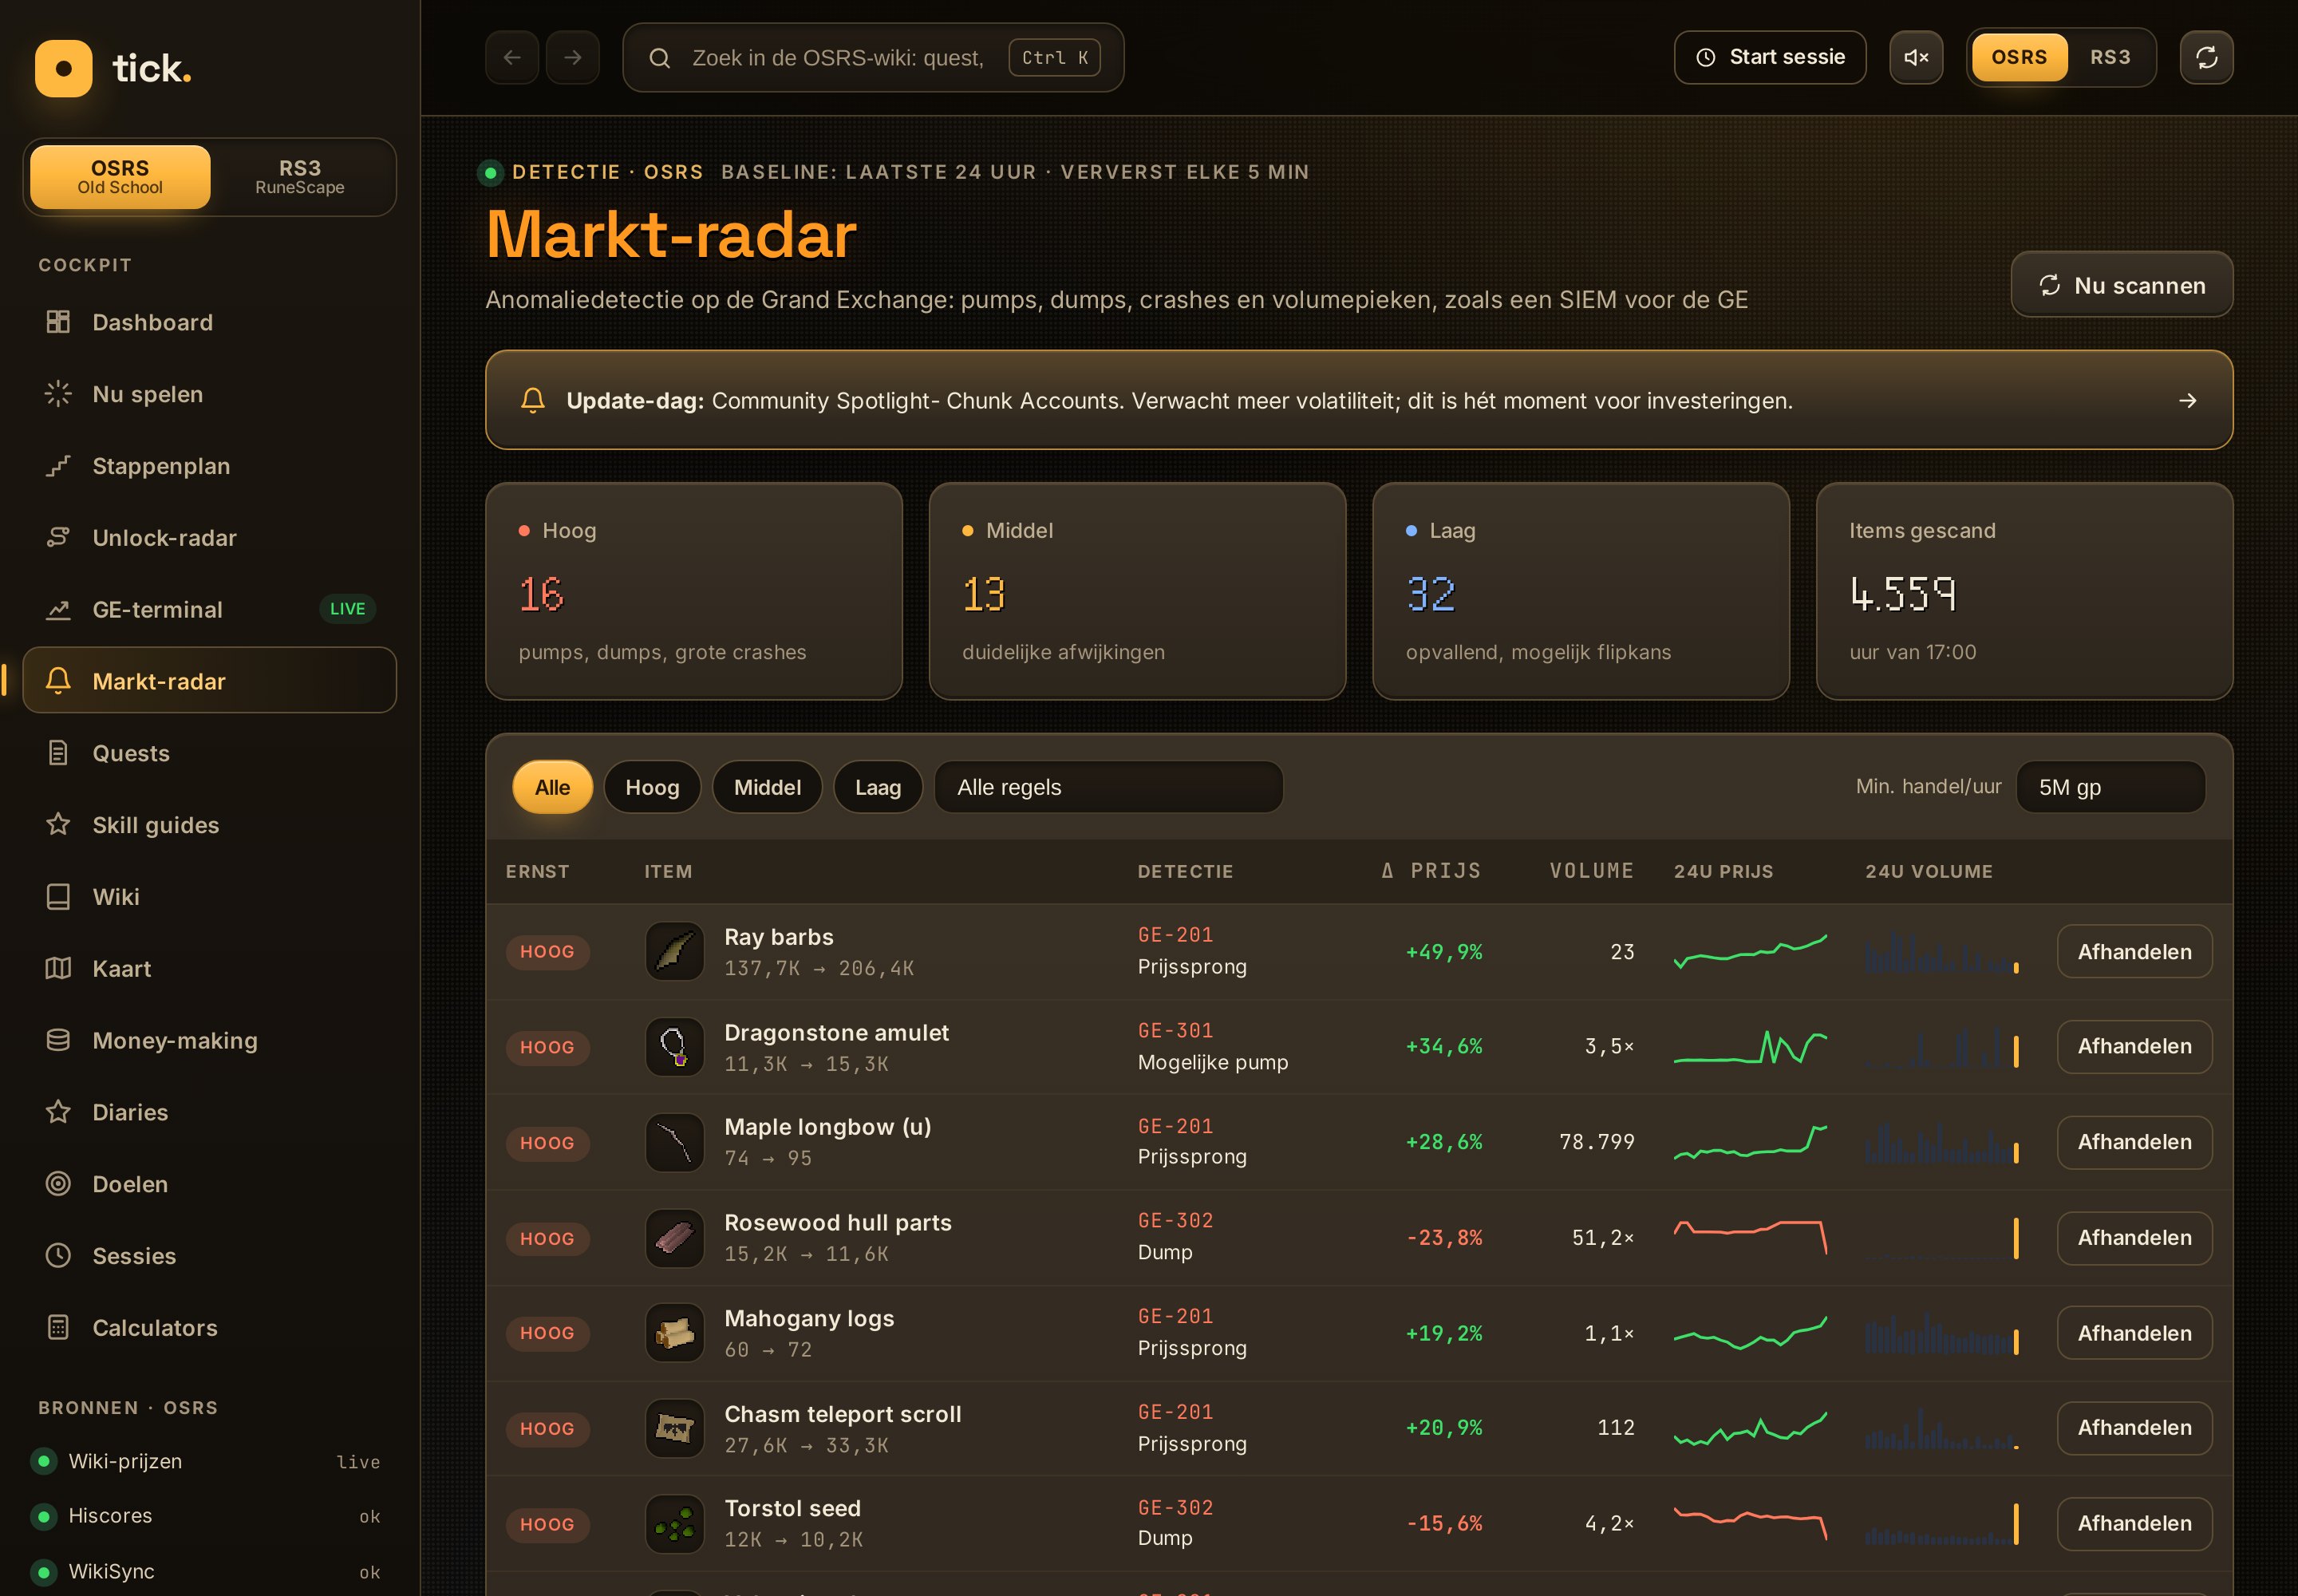 tick.
OSRS
Old School
RS3
RuneScape
COCKPIT
Dashboard
Nu spelen
Stappenplan
Unlock-radar
GE-terminal LIVE
Markt-radar
Quests
Skill guides
Wiki
Kaart
Money-making
Diaries
Doelen
Sessies
Calculators
BRONNEN · OSRS
Wiki-prijzen live
Hiscores ok
WikiSync ok
Zoek in de OSRS-wiki: quest, Ctrl K
Start sessie
OSRS RS3
DETECTIE · OSRS BASELINE: LAATSTE 24 UUR · VERVERST ELKE 5 MIN
Markt-radar
Anomaliedetectie op de Grand Exchange: pumps, dumps, crashes en volumepieken, zoals een SIEM voor de GE
Nu scannen
Update-dag: Community Spotlight- Chunk Accounts. Verwacht meer volatiliteit; dit is hét moment voor investeringen. →
Hoog
16
pumps, dumps, grote crashes
Middel
13
duidelijke afwijkingen
Laag
32
opvallend, mogelijk flipkans
Items gescand
4.559
uur van 17:00
Alle Hoog Middel Laag Alle regels Min. handel/uur 5M gp
ERNST ITEM DETECTIE Δ PRIJS VOLUME 24U PRIJS 24U VOLUME
HOOG Ray barbs GE-201 +49,9% 23 Afhandelen
137,7K → 206,4K Prijssprong
HOOG Dragonstone amulet GE-301 +34,6% 3,5× Afhandelen
11,3K → 15,3K Mogelijke pump
HOOG Maple longbow (u) GE-201 +28,6% 78.799 Afhandelen
74 → 95 Prijssprong
HOOG Rosewood hull parts GE-302 -23,8% 51,2× Afhandelen
15,2K → 11,6K Dump
HOOG Mahogany logs GE-201 +19,2% 1,1× Afhandelen
60 → 72 Prijssprong
HOOG Chasm teleport scroll GE-201 +20,9% 112 Afhandelen
27,6K → 33,3K Prijssprong
HOOG Torstol seed GE-302 -15,6% 4,2× Afhandelen
12K → 10,2K Dump